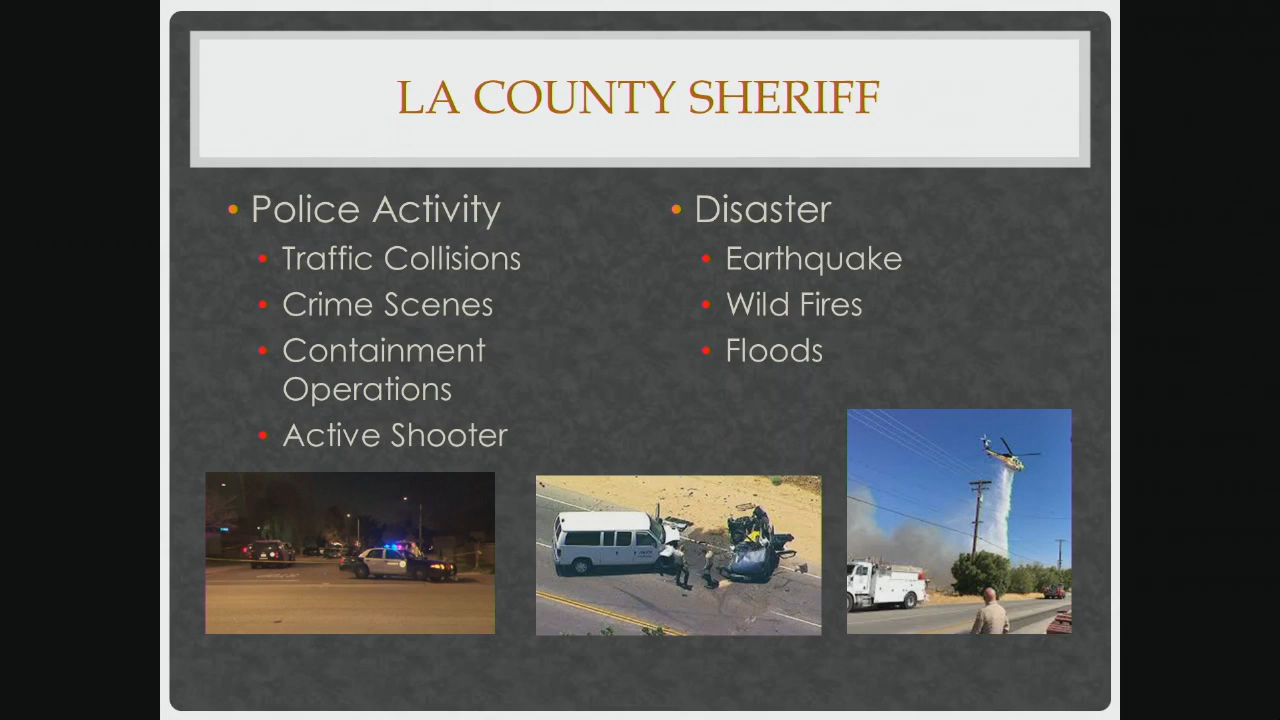 LA COUNTY SHERIFF
• Police Activity
• Traffic Collisions
• Crime Scenes
• Containment
Operations
• Active Shooter
• Disaster
• Earthquake
• Wild Fires
• Floods